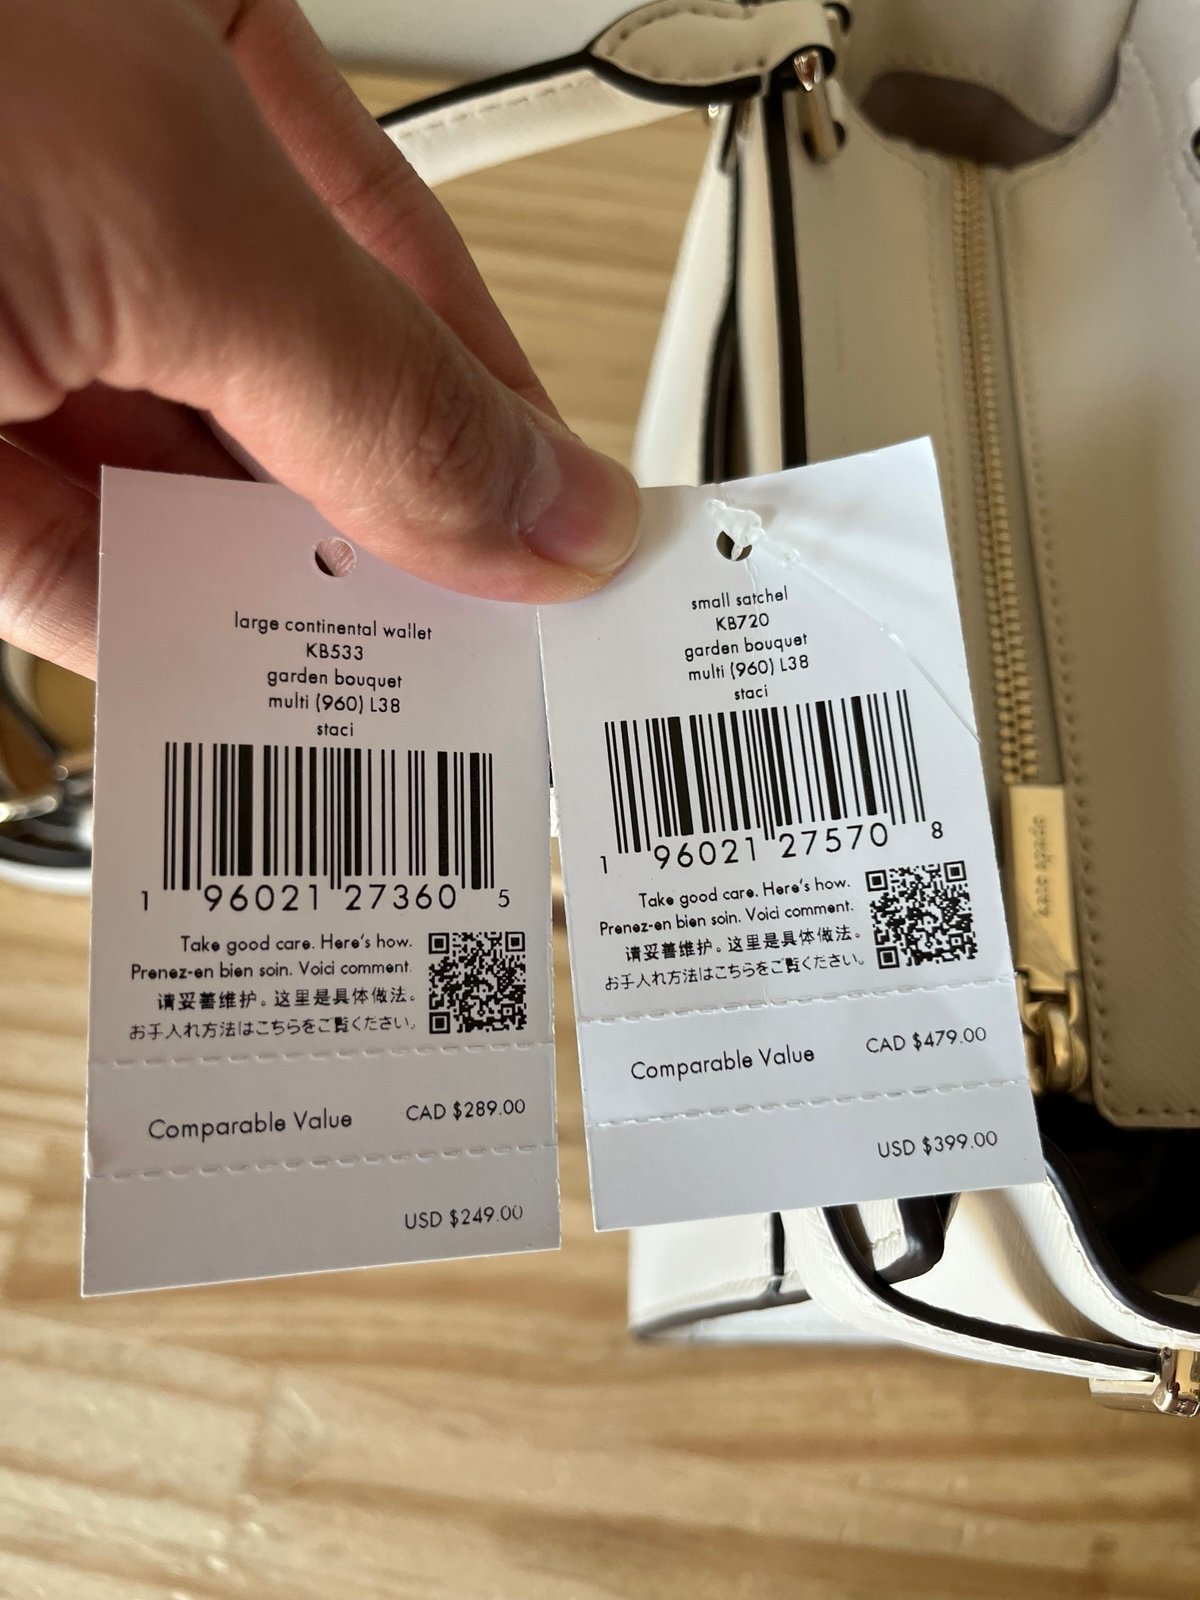 large continental wallet
KB533
garden bouquet
multi (960) L38
staci
1 96021 27360 5
Take good care. Here's how.
Prenez-en bien soin. Voici comment.
请妥善维护。这里是具体做法。
お手入れ方法はこちらをご覧ください。
Comparable Value CAD $289.00
USD $249.00
small satchel
KB720
garden bouquet
multi (960) L38
staci
1 96021 27570 8
Take good care. Here's how.
Prenez-en bien soin. Voici comment.
请妥善维护。这里是具体做法。
お手入れ方法はこちらをご覧ください。
Comparable Value CAD $479.00
USD $399.00
kate spade